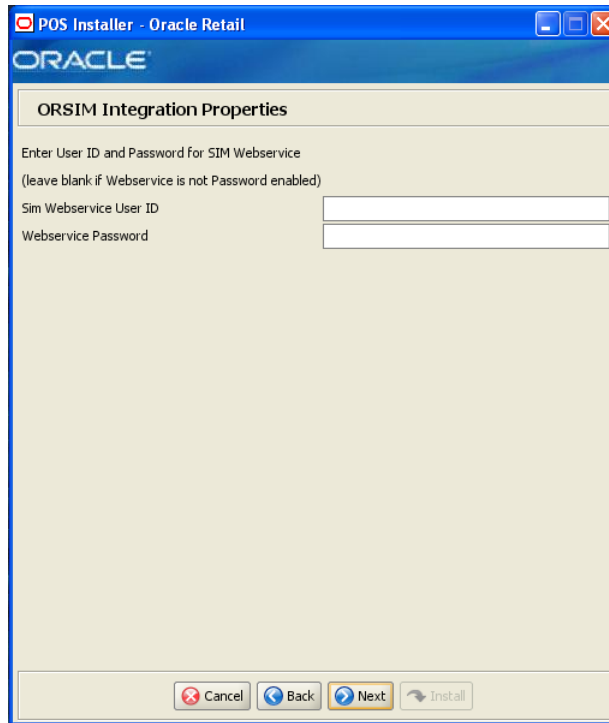 POS Installer - Oracle Retail
ORACLE
ORSIM Integration Properties
Enter User ID and Password for SIM Webservice
(leave blank if Webservice is not Password enabled)
Sim Webservice User ID
Webservice Password
Cancel
Back
Next
Install